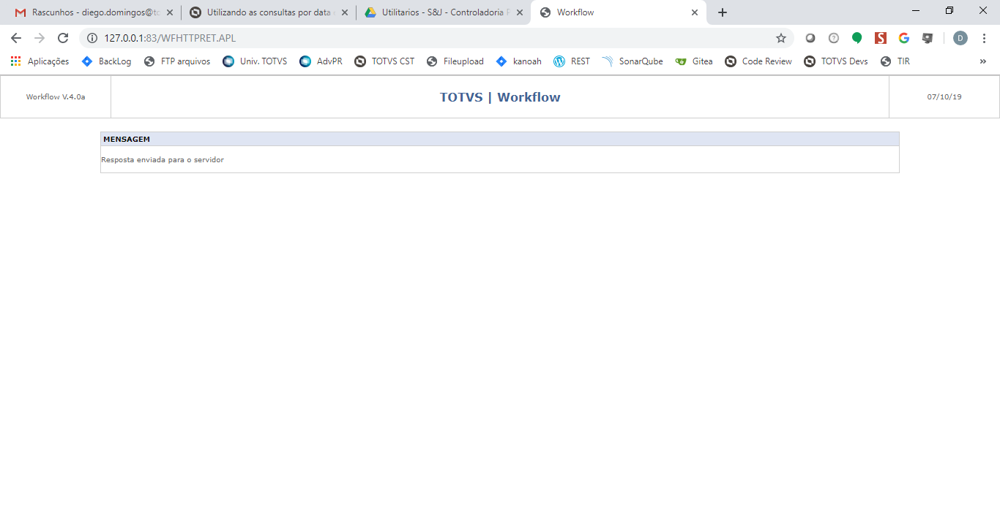 Rascunhos - diego.domingos@to
Utilizando as consultas por data
Utilitarios - S&U - Controladoria
Workflow
127.0.0.1:83/WFHTTPRET.APL
D
Aplicações
BackLog
FTP arquivos
Univ. TOTVS
AdvPR
TOTVS CST
Fileupload
kanoah
REST
SonarQube
Gitea
Code Review
TOTVS Devs
TIR
»
Workflow V.4.0a
TOTVS | Workflow
07/10/19
MENSAGEM
Resposta enviada para o servidor